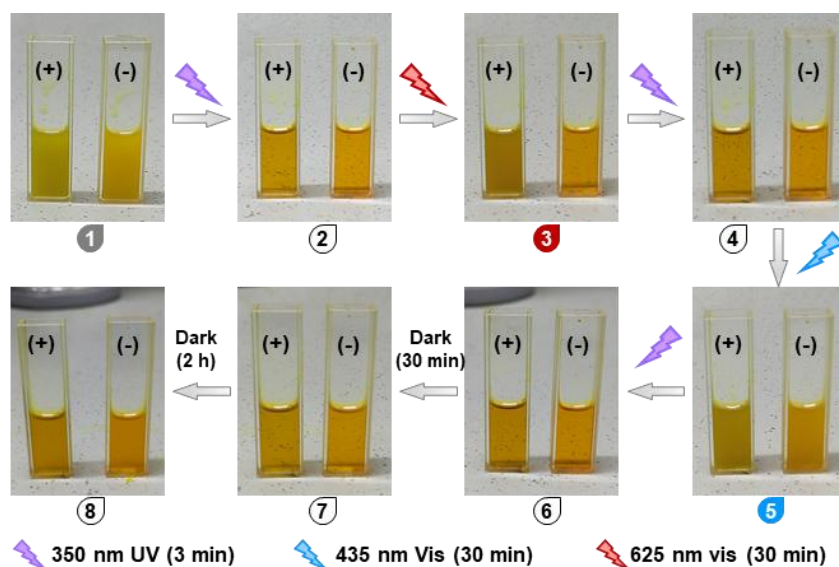 (+) (-)
(+) (-)
(+) (-)
(+) (-)
1
2
3
4
(+) (-)
Dark
(2 h)
(+) (-)
Dark
(30 min)
(+) (-)
(+) (-)
8
7
6
5
350 nm UV (3 min)
435 nm Vis (30 min)
625 nm vis (30 min)